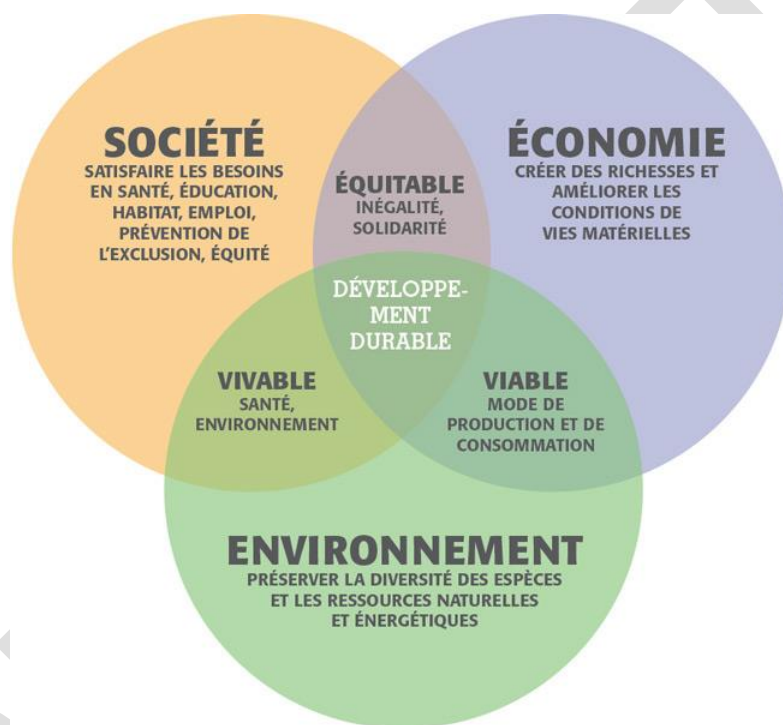 SOCIÉTÉ
SATISFAIRE LES BESOINS
EN SANTÉ, ÉDUCATION,
HABITAT, EMPLOI,
PRÉVENTION DE
L'EXCLUSION, ÉQUITÉ
ÉQUITABLE
INÉGALITÉ,
SOLIDARITÉ
ÉCONOMIE
CRÉER DES RICHESSES ET
AMÉLIORER LES
CONDITIONS DE
VIES MATÉRIELLES
DÉVELOPPE-
MENT
DURABLE
VIVABLE
SANTÉ,
ENVIRONNEMENT
VIABLE
MODE DE
PRODUCTION ET DE
CONSOMMATION
ENVIRONNEMENT
PRÉSERVER LA DIVERSITÉ DES ESPÈCES
ET LES RESSOURCES NATURELLES
ET ÉNERGÉTIQUES